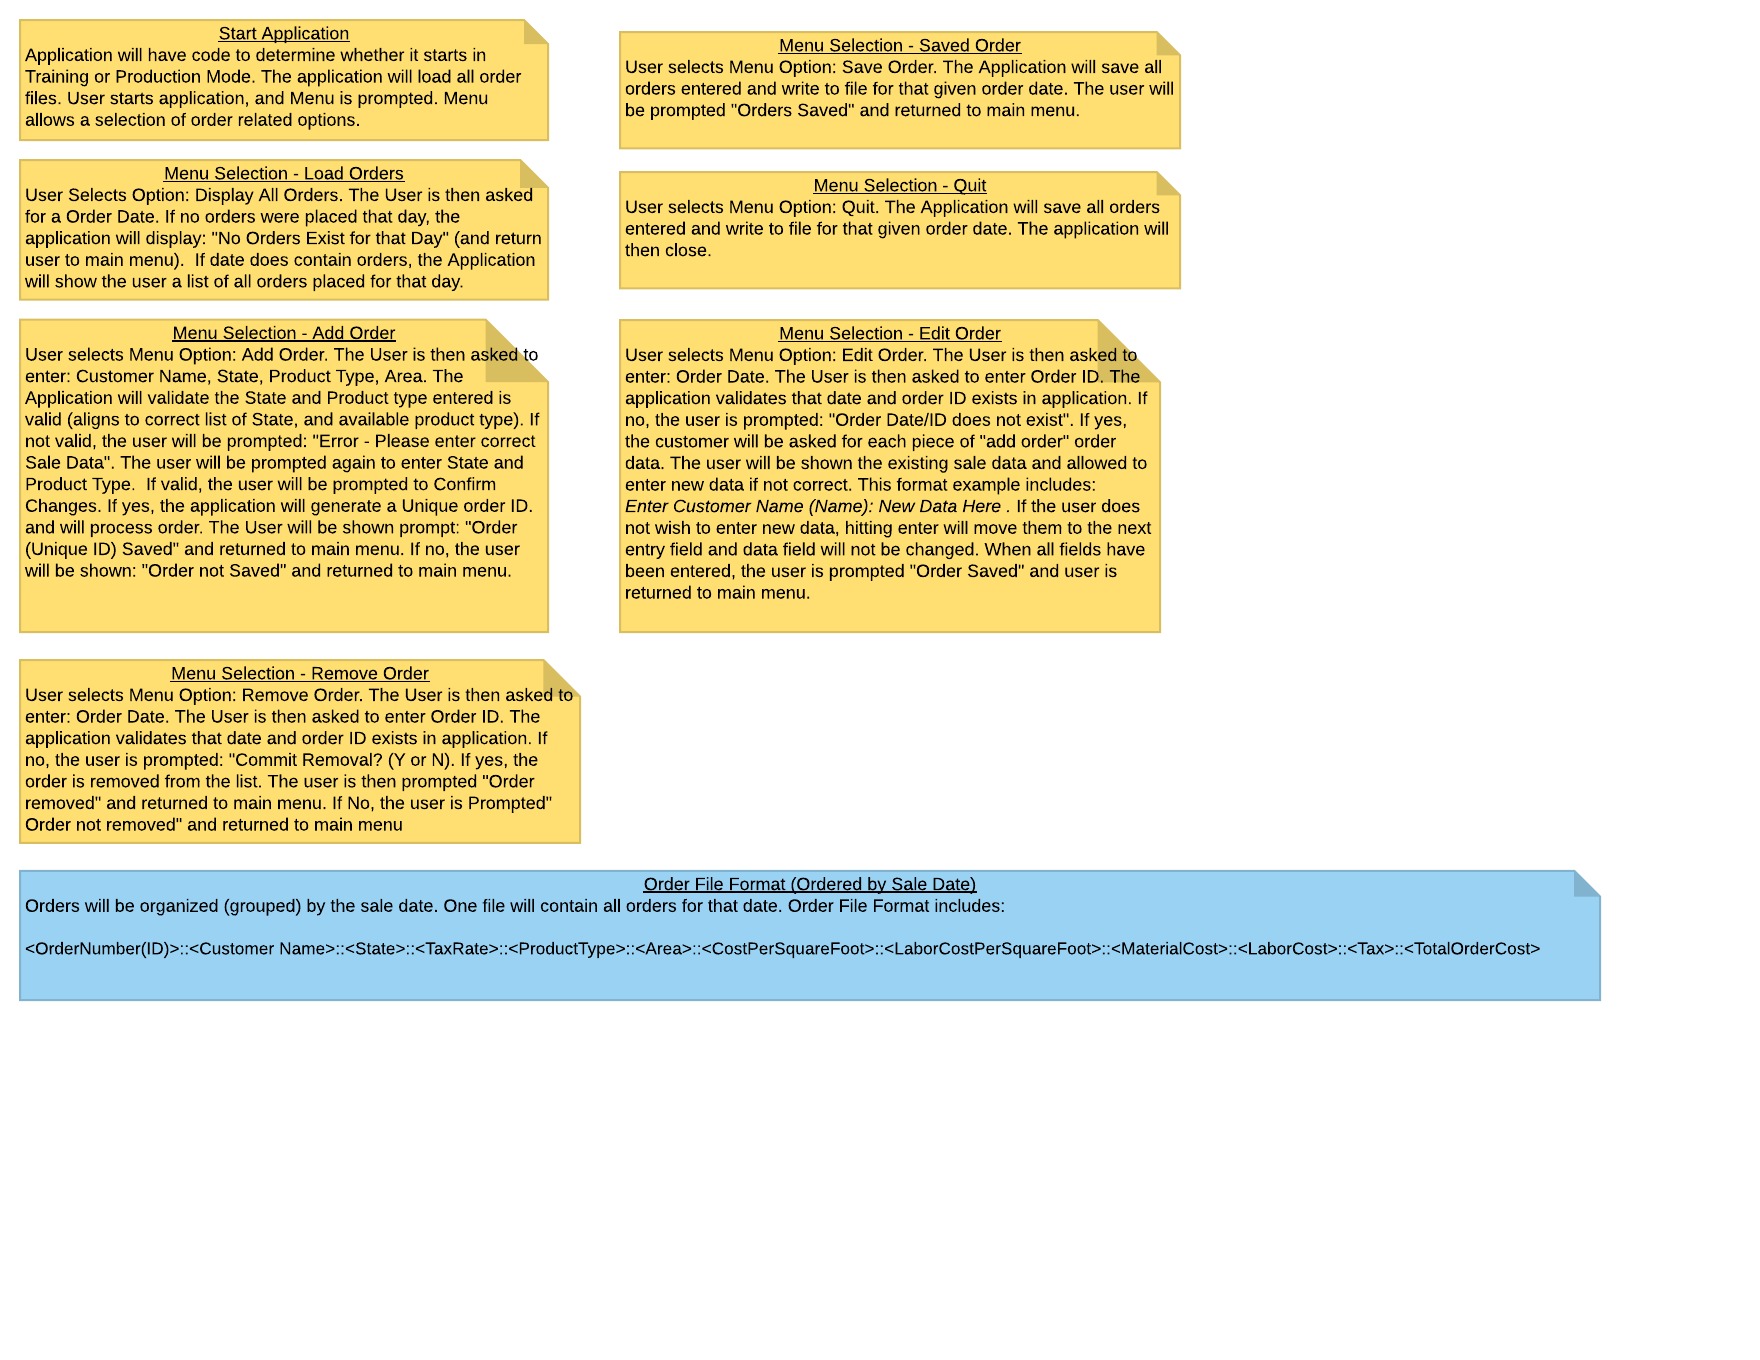 Start Application
Application will have code to determine whether it starts in
Training or Production Mode. The application will load all order
files. User starts application, and Menu is prompted. Menu
allows a selection of order related options.
Menu Selection - Saved Order
User selects Menu Option: Save Order. The Application will save all
orders entered and write to file for that given order date. The user will
be prompted "Orders Saved" and returned to main menu.
Menu Selection - Load Orders
User Selects Option: Display All Orders. The User is then asked
for a Order Date. If no orders were placed that day, the
application will display: "No Orders Exist for that Day" (and return
user to main menu).  If date does contain orders, the Application
will show the user a list of all orders placed for that day.
Menu Selection - Quit
User selects Menu Option: Quit. The Application will save all orders
entered and write to file for that given order date. The application will
then close.
Menu Selection - Add Order
User selects Menu Option: Add Order. The User is then asked to
enter: Customer Name, State, Product Type, Area. The
Application will validate the State and Product type entered is
valid (aligns to correct list of State, and available product type). If
not valid, the user will be prompted: "Error - Please enter correct
Sale Data". The user will be prompted again to enter State and
Product Type.  If valid, the user will be prompted to Confirm
Changes. If yes, the application will generate a Unique order ID.
and will process order. The User will be shown prompt: "Order
(Unique ID) Saved" and returned to main menu. If no, the user
will be shown: "Order not Saved" and returned to main menu.
Menu Selection - Edit Order
User selects Menu Option: Edit Order. The User is then asked to
enter: Order Date. The User is then asked to enter Order ID. The
application validates that date and order ID exists in application. If
no, the user is prompted: "Order Date/ID does not exist". If yes,
the customer will be asked for each piece of "add order" order
data. The user will be shown the existing sale data and allowed to
enter new data if not correct. This format example includes:
Enter Customer Name (Name): New Data Here . If the user does
not wish to enter new data, hitting enter will move them to the next
entry field and data field will not be changed. When all fields have
been entered, the user is prompted "Order Saved" and user is
returned to main menu.
Menu Selection - Remove Order
User selects Menu Option: Remove Order. The User is then asked to
enter: Order Date. The User is then asked to enter Order ID. The
application validates that date and order ID exists in application. If
no, the user is prompted: "Commit Removal? (Y or N). If yes, the
order is removed from the list. The user is then prompted "Order
removed" and returned to main menu. If No, the user is Prompted"
Order not removed" and returned to main menu
Order File Format (Ordered by Sale Date)
Orders will be organized (grouped) by the sale date. One file will contain all orders for that date. Order File Format includes:
<OrderNumber(ID)>::<Customer Name>::<State>::<TaxRate>::<ProductType>::<Area>::<CostPerSquareFoot>::<LaborCostPerSquareFoot>::<MaterialCost>::<LaborCost>::<Tax>::<TotalOrderCost>